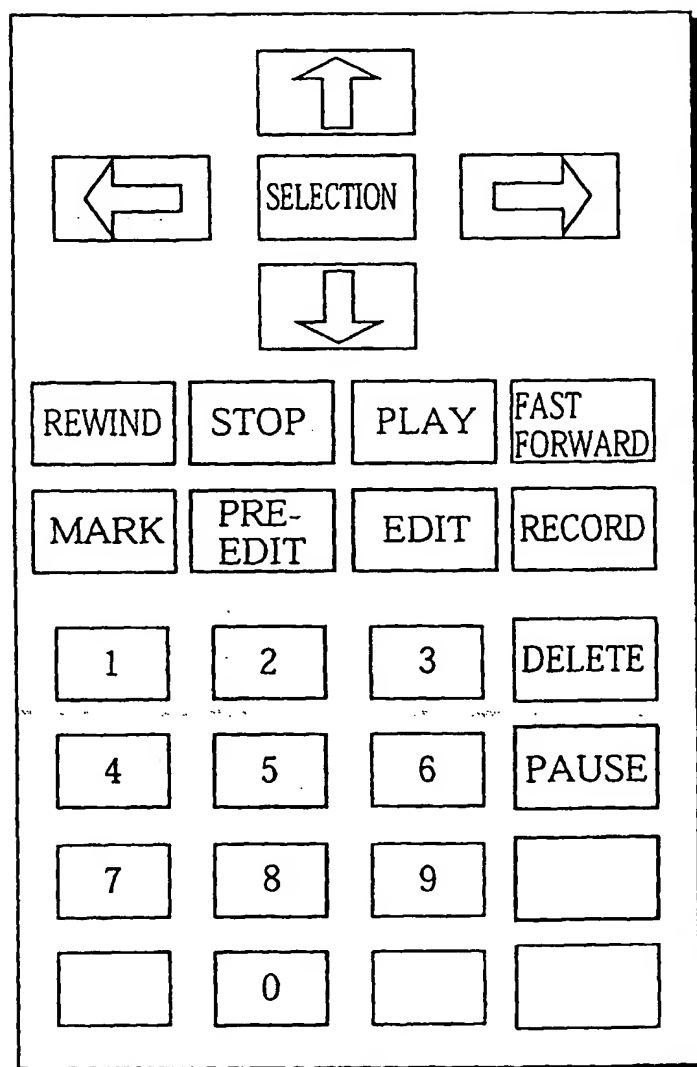 SELECTION
REWIND STOP PLAY FAST FORWARD
MARK PRE-EDIT EDIT RECORD
1 2 3 DELETE
4 5 6 PAUSE
7 8 9
0